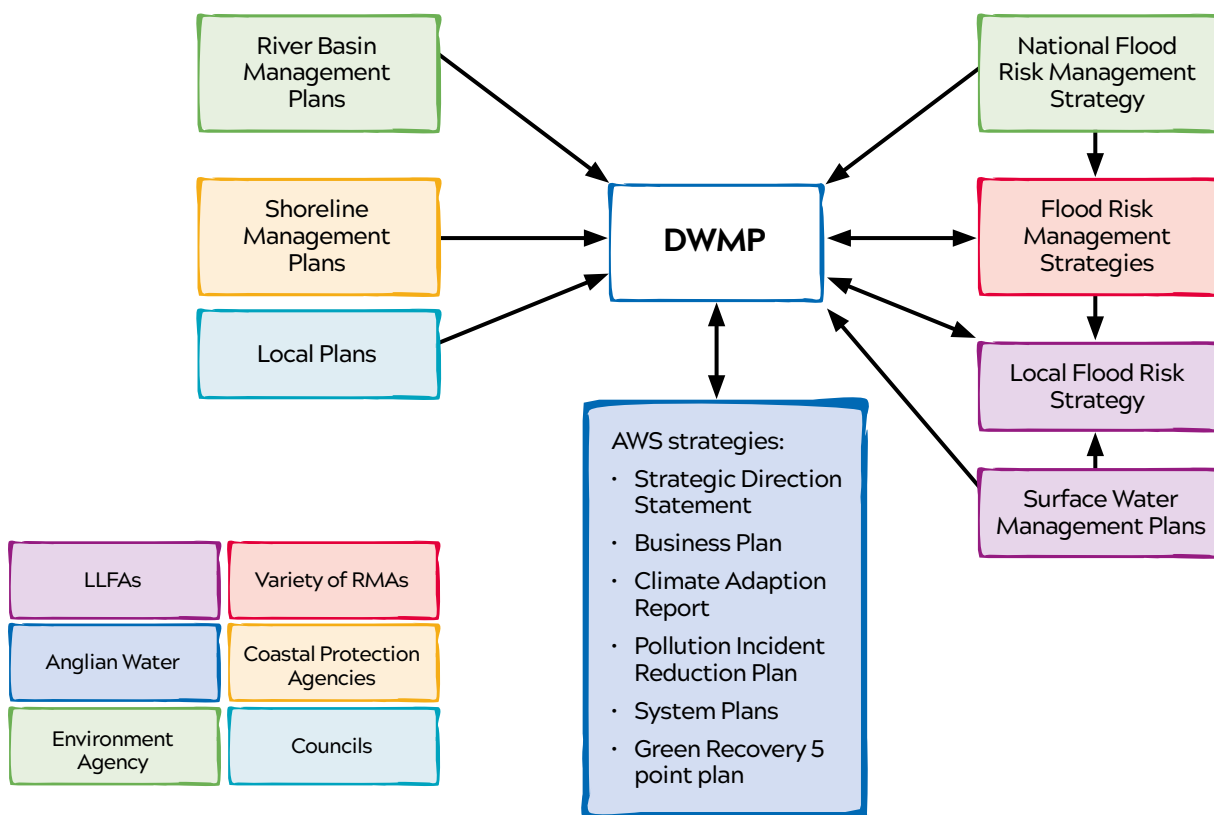 River Basin
Management
Plans
National Flood
Risk Management
Strategy
Shoreline
Management
Plans
DWMP
Flood Risk
Management
Strategies
Local Plans
Local Flood Risk
Strategy
AWS strategies:
· Strategic Direction
Statement
· Business Plan
· Climate Adaption
Report
· Pollution Incident
Reduction Plan
· System Plans
· Green Recovery 5
point plan
Surface Water
Management Plans
LLFAs
Variety of RMAs
Anglian Water
Coastal Protection
Agencies
Environment
Agency
Councils